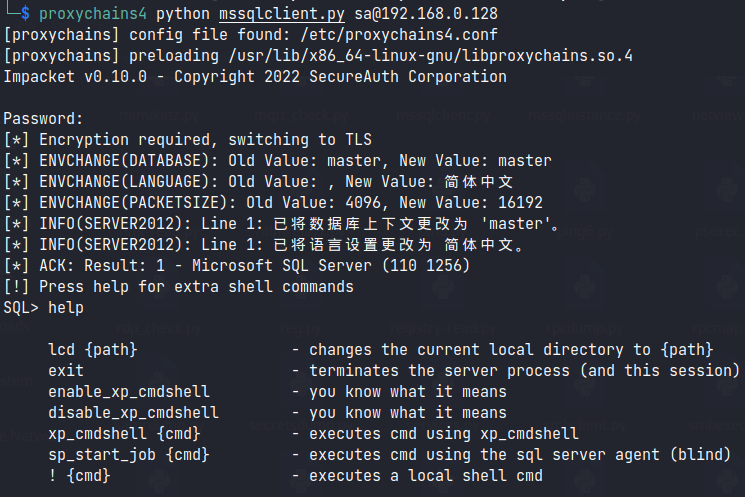 └─$ proxychains4 python mssqlclient.py sa@192.168.0.128
[proxychains] config file found: /etc/proxychains4.conf
[proxychains] preloading /usr/lib/x86_64-linux-gnu/libproxychains.so.4
Impacket v0.10.0 - Copyright 2022 SecureAuth Corporation

Password:
[*] Encryption required, switching to TLS
[*] ENVCHANGE(DATABASE): Old Value: master, New Value: master
[*] ENVCHANGE(LANGUAGE): Old Value: , New Value: 简体中文
[*] ENVCHANGE(PACKETSIZE): Old Value: 4096, New Value: 16192
[*] INFO(SERVER2012): Line 1: 已将数据库上下文更改为 'master'。
[*] INFO(SERVER2012): Line 1: 已将语言设置更改为 简体中文。
[*] ACK: Result: 1 - Microsoft SQL Server (110 1256)
[!] Press help for extra shell commands
SQL> help

lcd {path} - changes the current local directory to {path}
exit - terminates the server process (and this session)
enable_xp_cmdshell - you know what it means
disable_xp_cmdshell - you know what it means
xp_cmdshell {cmd} - executes cmd using xp_cmdshell
sp_start_job {cmd} - executes cmd using the sql server agent (blind)
! {cmd} - executes a local shell cmd